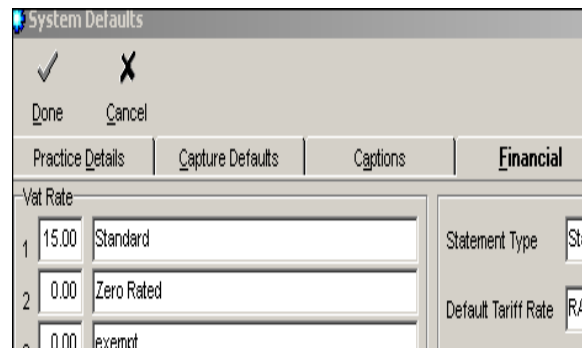 System Defaults
Done Cancel
Practice Details Capture Defaults Captions Financial
Vat Rate
1 15.00 Standard Statement Type
2 0.00 Zero Rated Default Tariff Rate
0.00 exempt